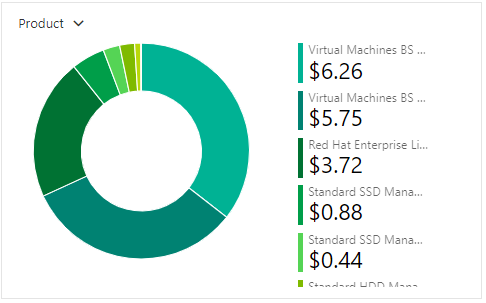 Product
Virtual Machines BS ...
$6.26
Virtual Machines BS ...
$5.75
Red Hat Enterprise Li...
$3.72
Standard SSD Mana...
$0.88
Standard SSD Mana...
$0.44
Standard HDD Mana...